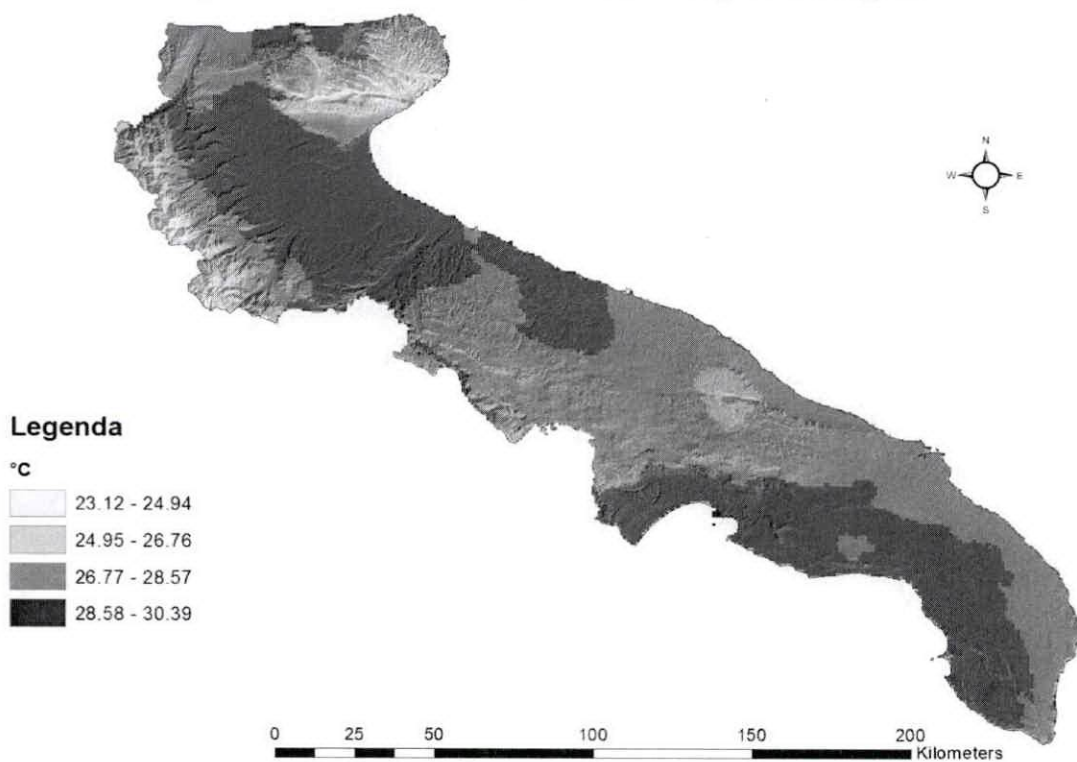 N
W E
S
Legenda
°C
23.12 - 24.94
24.95 - 26.76
26.77 - 28.57
28.58 - 30.39
0 25 50 100 150 200
Kilometers